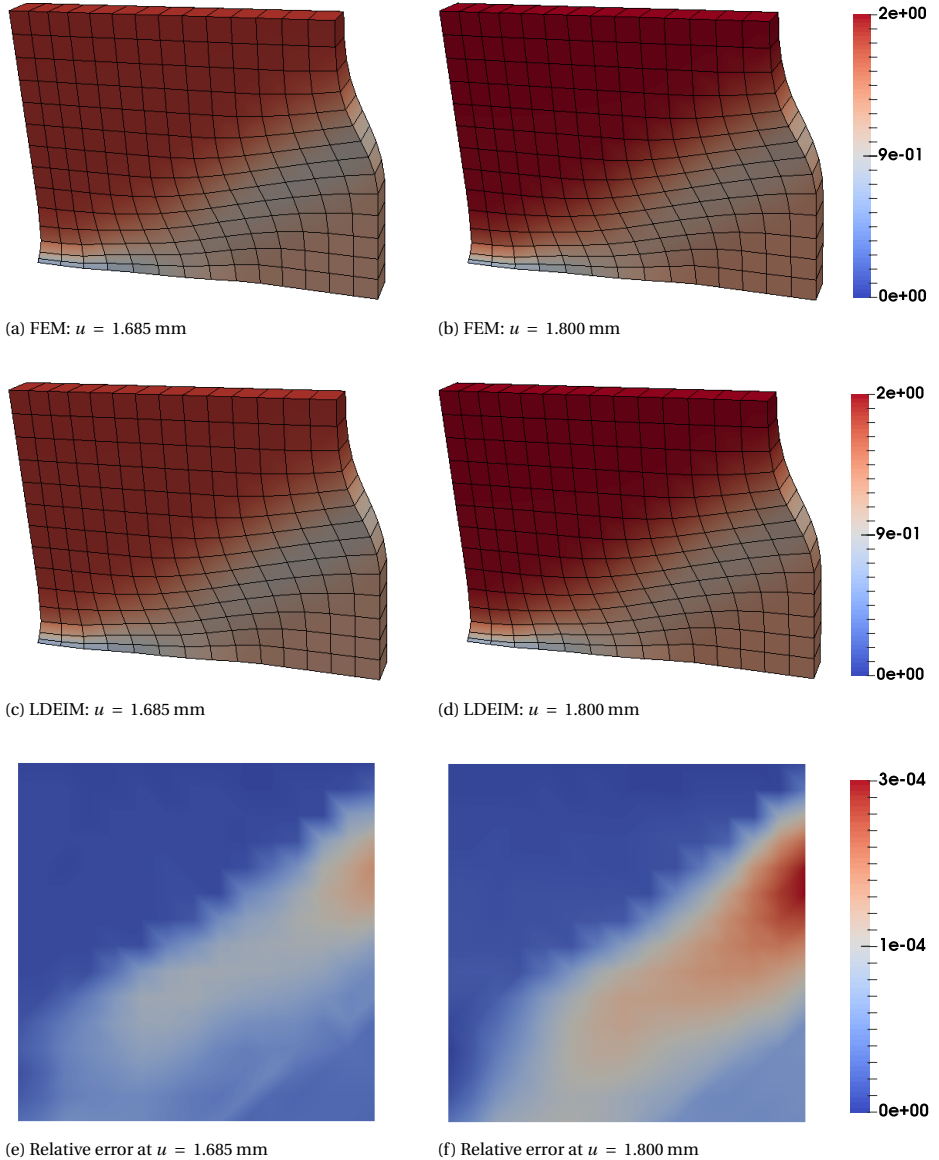 2e+00
9e-01
0e+00
(a) FEM: u = 1.685 mm
(b) FEM: u = 1.800 mm
2e+00
9e-01
0e+00
(c) LDEIM: u = 1.685 mm
(d) LDEIM: u = 1.800 mm
3e-04
1e-04
0e+00
(e) Relative error at u = 1.685 mm
(f) Relative error at u = 1.800 mm